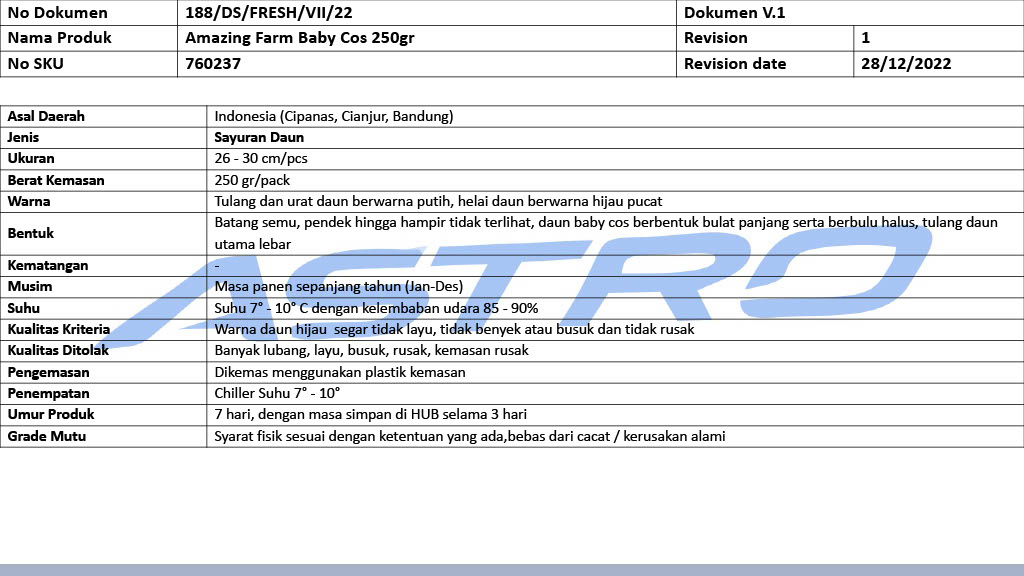 No Dokumen 188/DS/FRESH/VII/22 Dokumen V.1
Nama Produk Amazing Farm Baby Cos 250gr Revision 1
No SKU 760237 Revision date 28/12/2022
Asal Daerah Indonesia (Cipanas, Cianjur, Bandung)
Jenis Sayuran Daun
Ukuran 26 - 30 cm/pcs
Berat Kemasan 250 gr/pack
Warna Tulang dan urat daun berwarna putih, helai daun berwarna hijau pucat
Bentuk Batang semu, pendek hingga hampir tidak terlihat, daun baby cos berbentuk bulat panjang serta berbulu halus, tulang daun
utama lebar
Kematangan -
Musim Masa panen sepanjang tahun (Jan-Des)
Suhu Suhu 7° - 10° C dengan kelembaban udara 85 - 90%
Kualitas Kriteria Warna daun hijau segar tidak layu, tidak benyek atau busuk dan tidak rusak
Kualitas Ditolak Banyak lubang, layu, busuk, rusak, kemasan rusak
Pengemasan Dikemas menggunakan plastik kemasan
Penempatan Chiller Suhu 7° - 10°
Umur Produk 7 hari, dengan masa simpan di HUB selama 3 hari
Grade Mutu Syarat fisik sesuai dengan ketentuan yang ada,bebas dari cacat / kerusakan alami
ASTRO